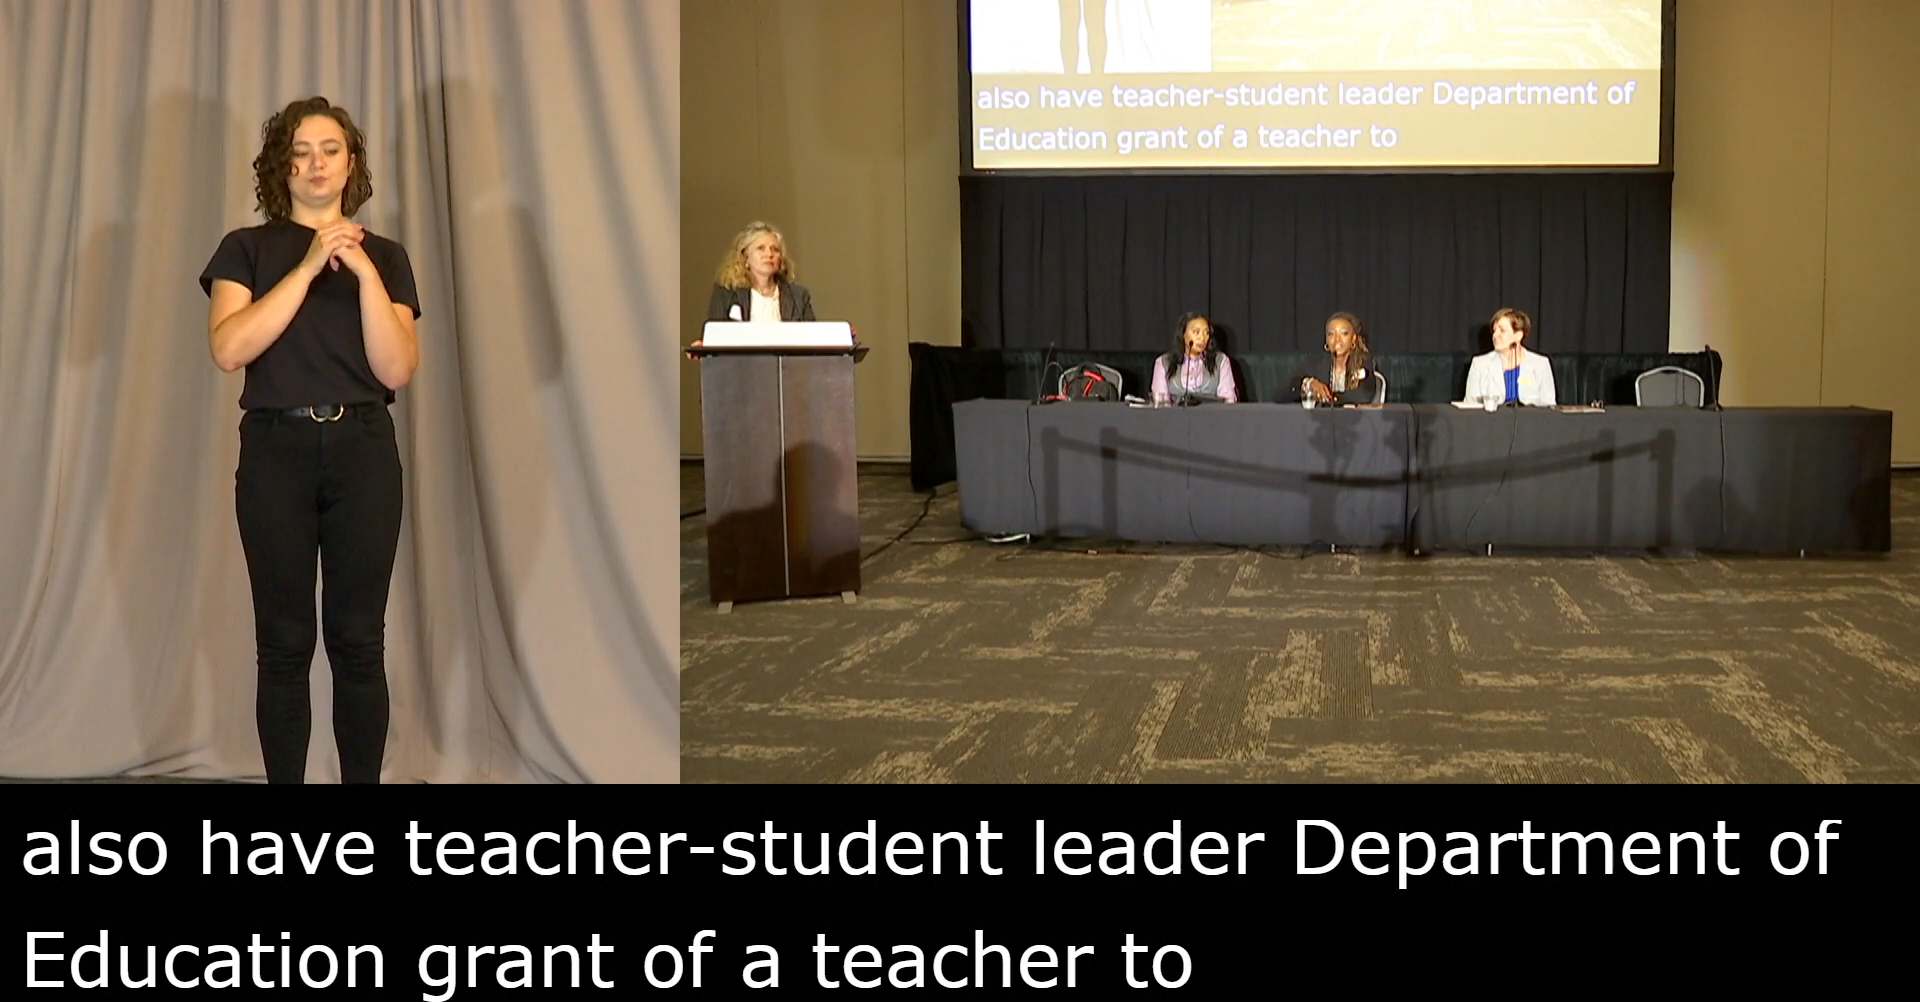 also have teacher-student leader Department of
Education grant of a teacher to
also have teacher-student leader Department of
Education grant of a teacher to